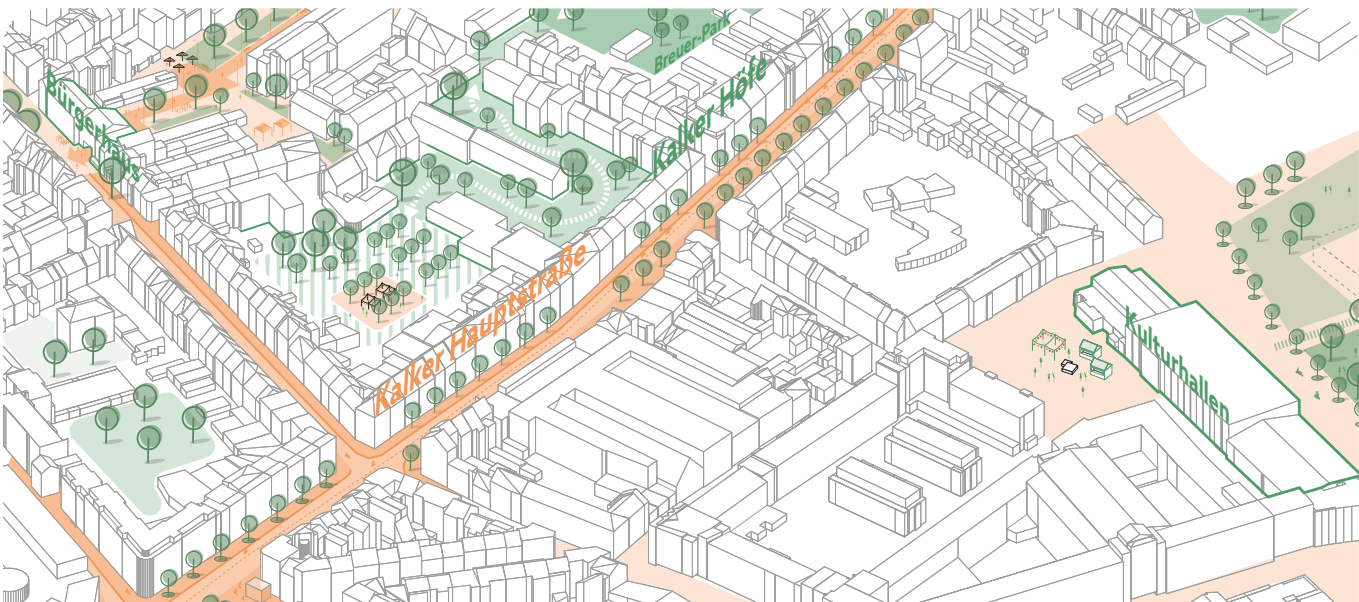 Breuer-Park
Kalker Höfe
Bürgerhaus
Kalker Hauptstraße
Kulturhallen